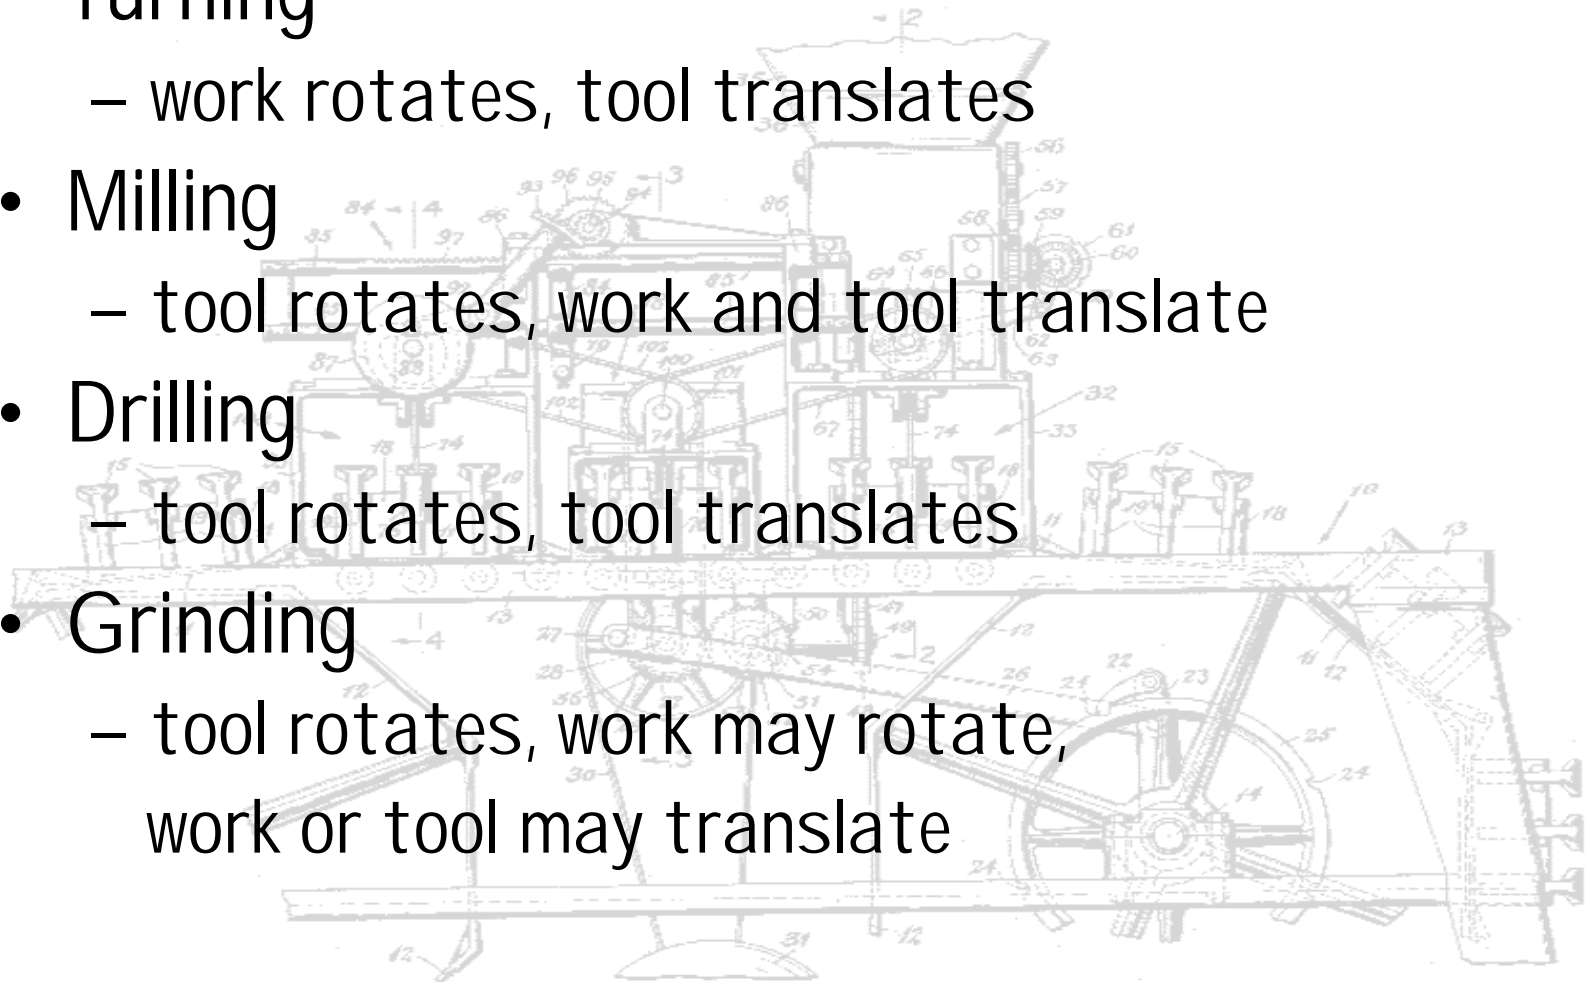 Turning
– work rotates, tool translates
• Milling
– tool rotates, work and tool translate
• Drilling
– tool rotates, tool translates
• Grinding
– tool rotates, work may rotate,
work or tool may translate